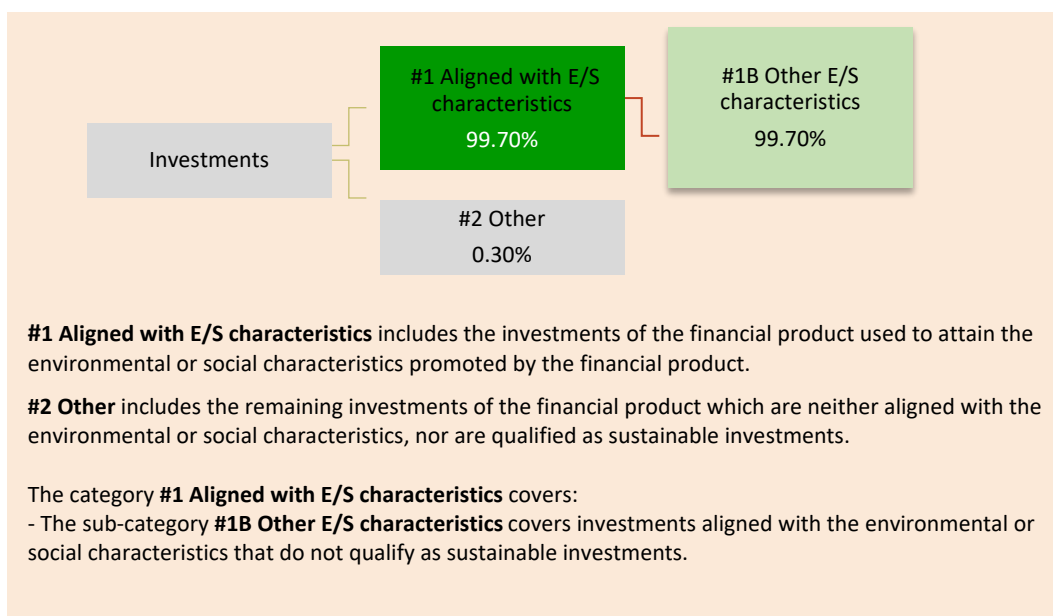 #1 Aligned with E/S
characteristics
99.70%
#1B Other E/S
characteristics
99.70%
Investments
#2 Other
0.30%
#1 Aligned with E/S characteristics includes the investments of the financial product used to attain the
environmental or social characteristics promoted by the financial product.
#2 Other includes the remaining investments of the financial product which are neither aligned with the
environmental or social characteristics, nor are qualified as sustainable investments.
The category #1 Aligned with E/S characteristics covers:
- The sub-category #1B Other E/S characteristics covers investments aligned with the environmental or
social characteristics that do not qualify as sustainable investments.